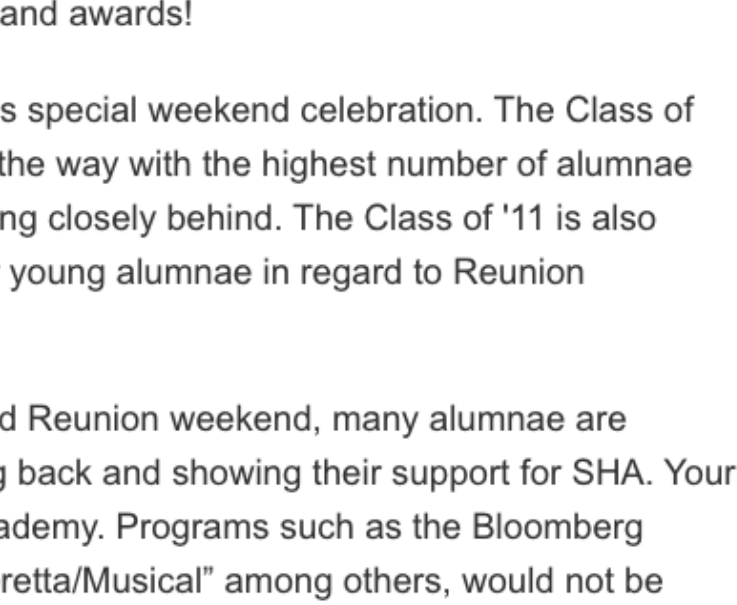 and awards!
s special weekend celebration. The Class of
the way with the highest number of alumnae
ng closely behind. The Class of '11 is also
young alumnae in regard to Reunion
d Reunion weekend, many alumnae are
g back and showing their support for SHA. Your
ademy. Programs such as the Bloomberg
retta/Musical” among others, would not be